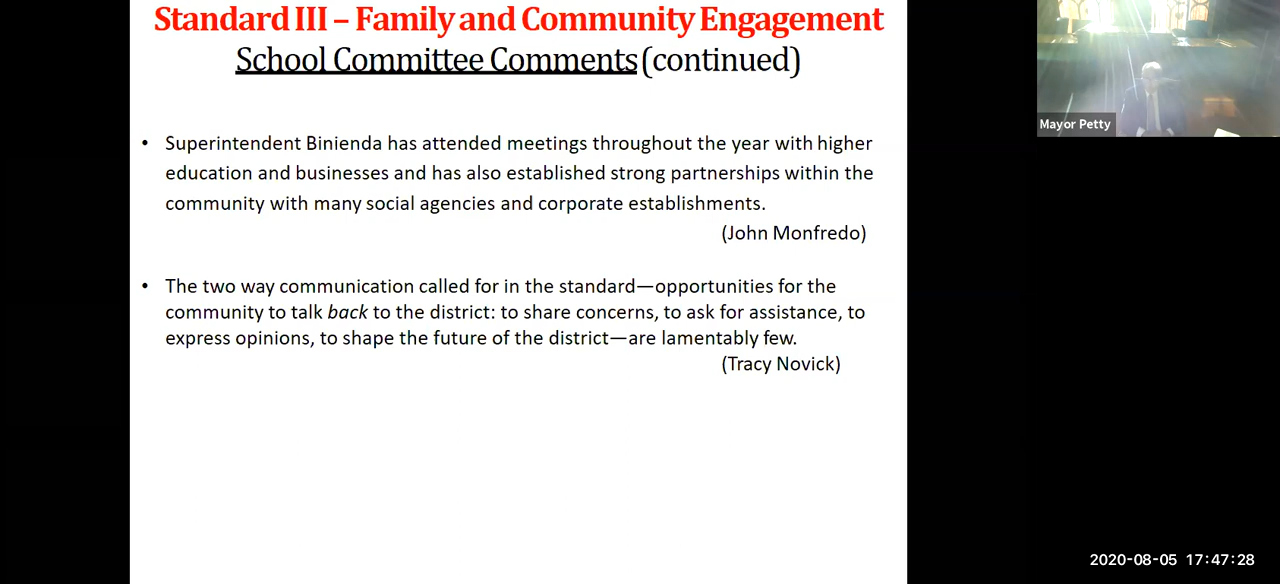 Standard III – Family and Community Engagement
School Committee Comments (continued)
• Superintendent Binienda has attended meetings throughout the year with higher
education and businesses and has also established strong partnerships within the
community with many social agencies and corporate establishments.
(John Monfredo)
• The two way communication called for in the standard—opportunities for the
community to talk back to the district: to share concerns, to ask for assistance, to
express opinions, to shape the future of the district—are lamentably few.
(Tracy Novick)
Mayor Petty
2020-08-05 17:47:28